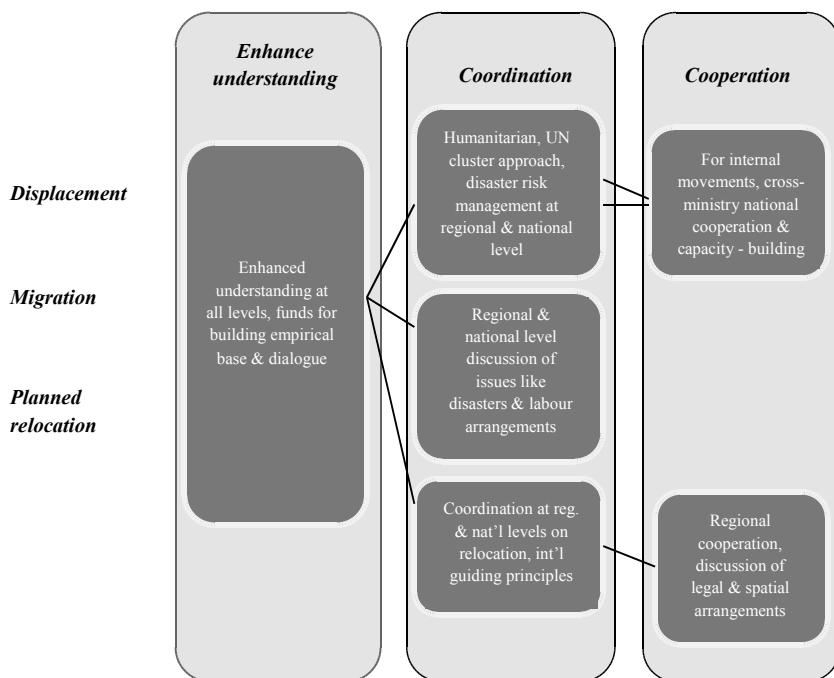 Enhance
understanding
Coordination
Cooperation
Displacement
Migration
Planned
relocation
Enhanced
understanding at
all levels, funds for
building empirical
base & dialogue
Humanitarian, UN
cluster approach,
disaster risk
management at
regional & national
level
Regional &
national level
discussion of
issues like
disasters & labour
arrangements
Coordination at reg.
& nat’l levels on
relocation, int’l
guiding principles
For internal
movements, cross-
ministry national
cooperation &
capacity - building
Regional
cooperation,
discussion of
legal & spatial
arrangements